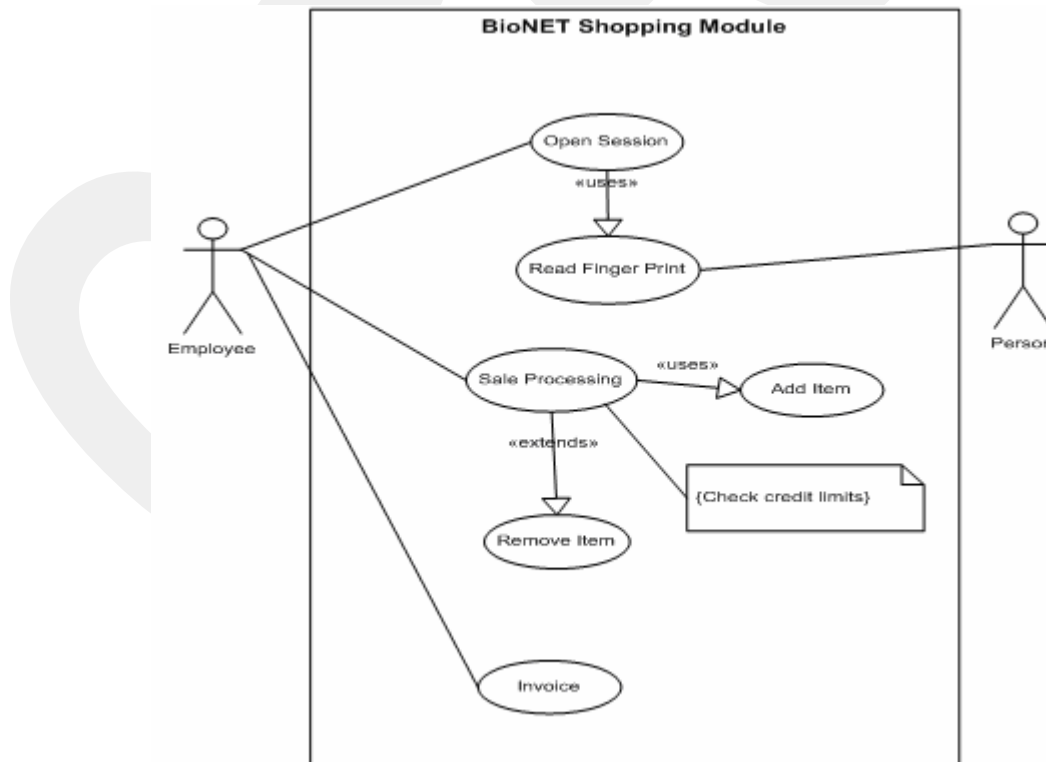 BioNET Shopping Module
Open Session
«uses»
Read Finger Print
Employee
Person
Sale Processing
«uses»
Add Item
«extends»
{Check credit limits}
Remove Item
Invoice